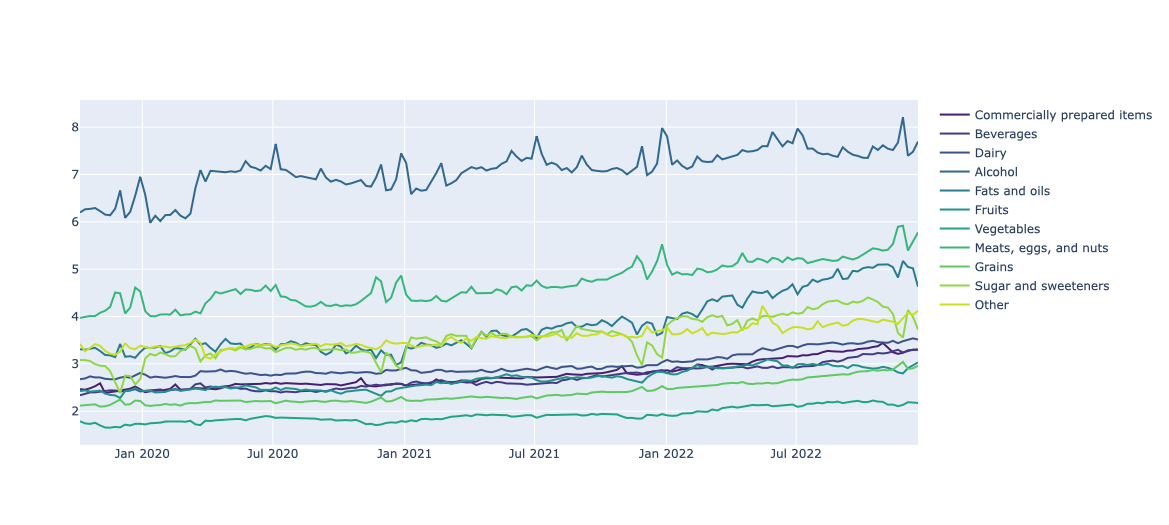 8
7
6
5
4
3
2
Jan 2020
Jul 2020
Jan 2021
Jul 2021
Jan 2022
Jul 2022
Commercially prepared items
Beverages
Dairy
Alcohol
Fats and oils
Fruits
Vegetables
Meats, eggs, and nuts
Grains
Sugar and sweeteners
Other